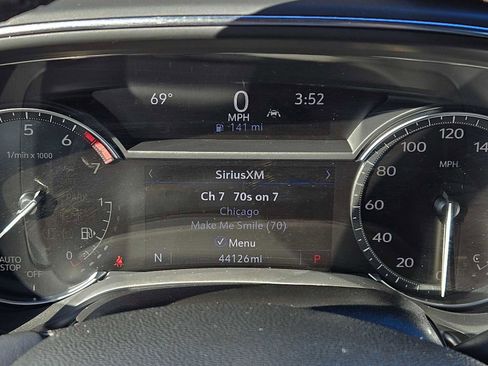 69° 0 3:52
MPH
141 mi
5 6 7
1/min x 1000
SiriusXM
Ch 7 70s on 7
Chicago
Make Me Smile (70)
Menu
N 44126mi P
1
0
AUTO
STOP
OFF
120 140
100 MPH
80
60
40
20
0